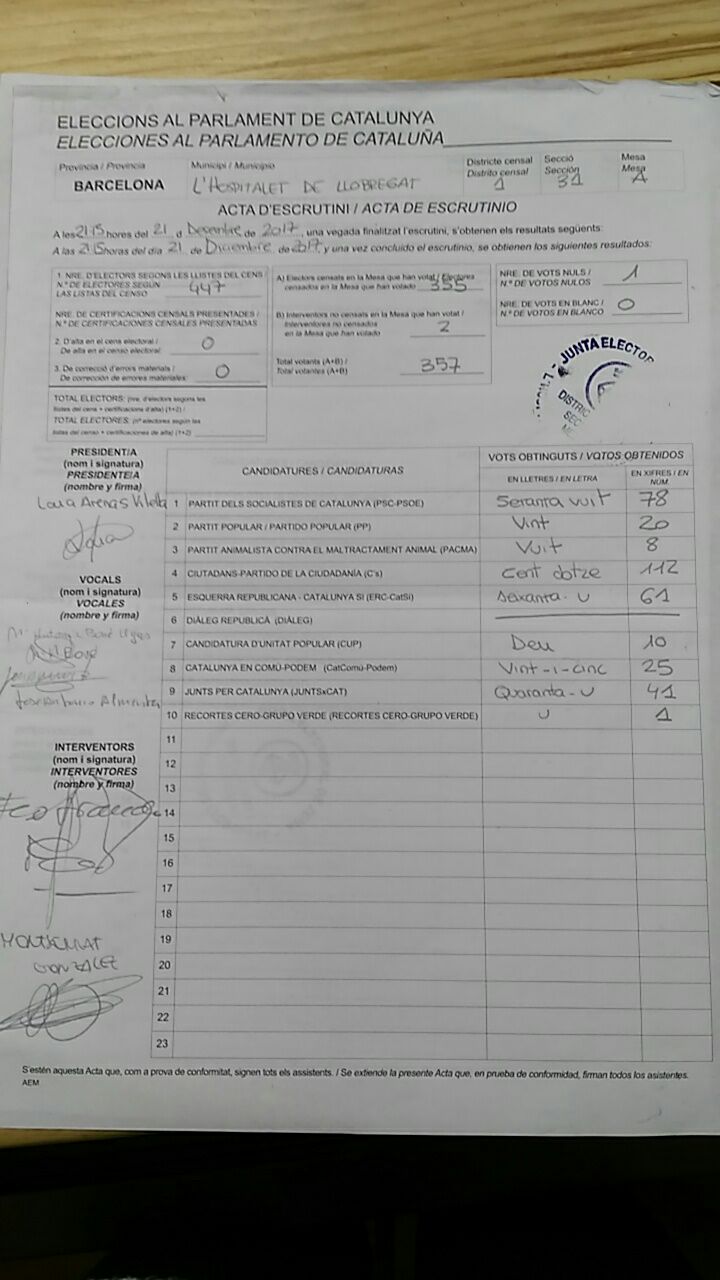 ELECCIONS AL PARLAMENT DE CATALUNYA
ELECCIONES AL PARLAMENTO DE CATALUÑA
Província / Provincia
BARCELONA
Municipi / Municipio
L'HOSPITALET DE LLOBREGAT
Districte censal
Distrito censal
1
Secció
Sección
31
Mesa
Mesa
A
ACTA D'ESCRUTINI / ACTA DE ESCRUTINIO
A les 21:15 hores del 21 d Decembre de 2017, una vegada finalitzat l'escrutini, s'obtenen els resultats següents:
A las 21:15 horas del día 21 de Diciembre de 2017, y una vez concluido el escrutinio, se obtienen los siguientes resultados:
1. NRE. D'ELECTORS SEGONS LES LLISTES DEL CENS
N.º DE ELECTORES SEGÚN
LAS LISTAS DEL CENSO 447
NRE. DE CERTIFICACIONS CENSALS PRESENTADES /
N.º DE CERTIFICACIONES CENSALES PRESENTADAS
2. D'alta en el cens electoral /
De alta en el censo electoral: 0
3. De correcció d'errors materials /
De corrección de errores materiales: 0
TOTAL ELECTORS: (nre. d'electors segons les
llistes del cens + certificacions d'alta) (1+2) /
TOTAL ELECTORES: (nº electores según las
listas del censo + certificaciones de alta) (1+2)
A) Electors censats en la Mesa que han votat / Electores
censados en la Mesa que han votado 355
B) Interventors no censats en la Mesa que han votat /
Interventores no censados
en la Mesa que han votado 2
Total votants (A+B) /
Total votantes (A+B) 357
NRE. DE VOTS NULS /
N.º DE VOTOS NULOS 1
NRE. DE VOTS EN BLANC /
N.º DE VOTOS EN BLANCO 0
JUNTA ELECTOR
DISTRIC
SEC
PRESIDENT/A
(nom i signatura)
PRESIDENTE/A
(nombre y firma)
VOCALS
(nom i signatura)
VOCALES
(nombre y firma)
INTERVENTORS
(nom i signatura)
INTERVENTORES
(nombre y firma)
GONZALEZ
CANDIDATURES / CANDIDATURAS
VOTS OBTINGUTS / VOTOS OBTENIDOS
EN LLETRES / EN LETRA
EN XIFRES / EN NÚM.
1 PARTIT DELS SOCIALISTES DE CATALUNYA (PSC-PSOE) Setanta vuit 78
2 PARTIT POPULAR / PARTIDO POPULAR (PP) Vint 20
3 PARTIT ANIMALISTA CONTRA EL MALTRACTAMENT ANIMAL (PACMA) Vuit 8
4 CIUTADANS-PARTIDO DE LA CIUDADANÍA (C's) Cent dotze 112
5 ESQUERRA REPUBLICANA - CATALUNYA SI (ERC-CatSí) Seixanta-U 61
6 DIÀLEG REPUBLICÀ (DIÀLEG)
7 CANDIDATURA D'UNITAT POPULAR (CUP) Deu 10
8 CATALUNYA EN COMÚ-PODEM (CatComú-Podem) Vint-i-cinc 25
9 JUNTS PER CATALUNYA (JUNTSxCAT) Quaranta-U 41
10 RECORTES CERO-GRUPO VERDE (RECORTES CERO-GRUPO VERDE) U 1
11
12
13
14
15
16
17
18
19
20
21
22
23
S'estén aquesta Acta que, com a prova de conformitat, signen tots els assistents. / Se extiende la presente Acta que, en prueba de conformidad, firman todos los asistentes.
AEM